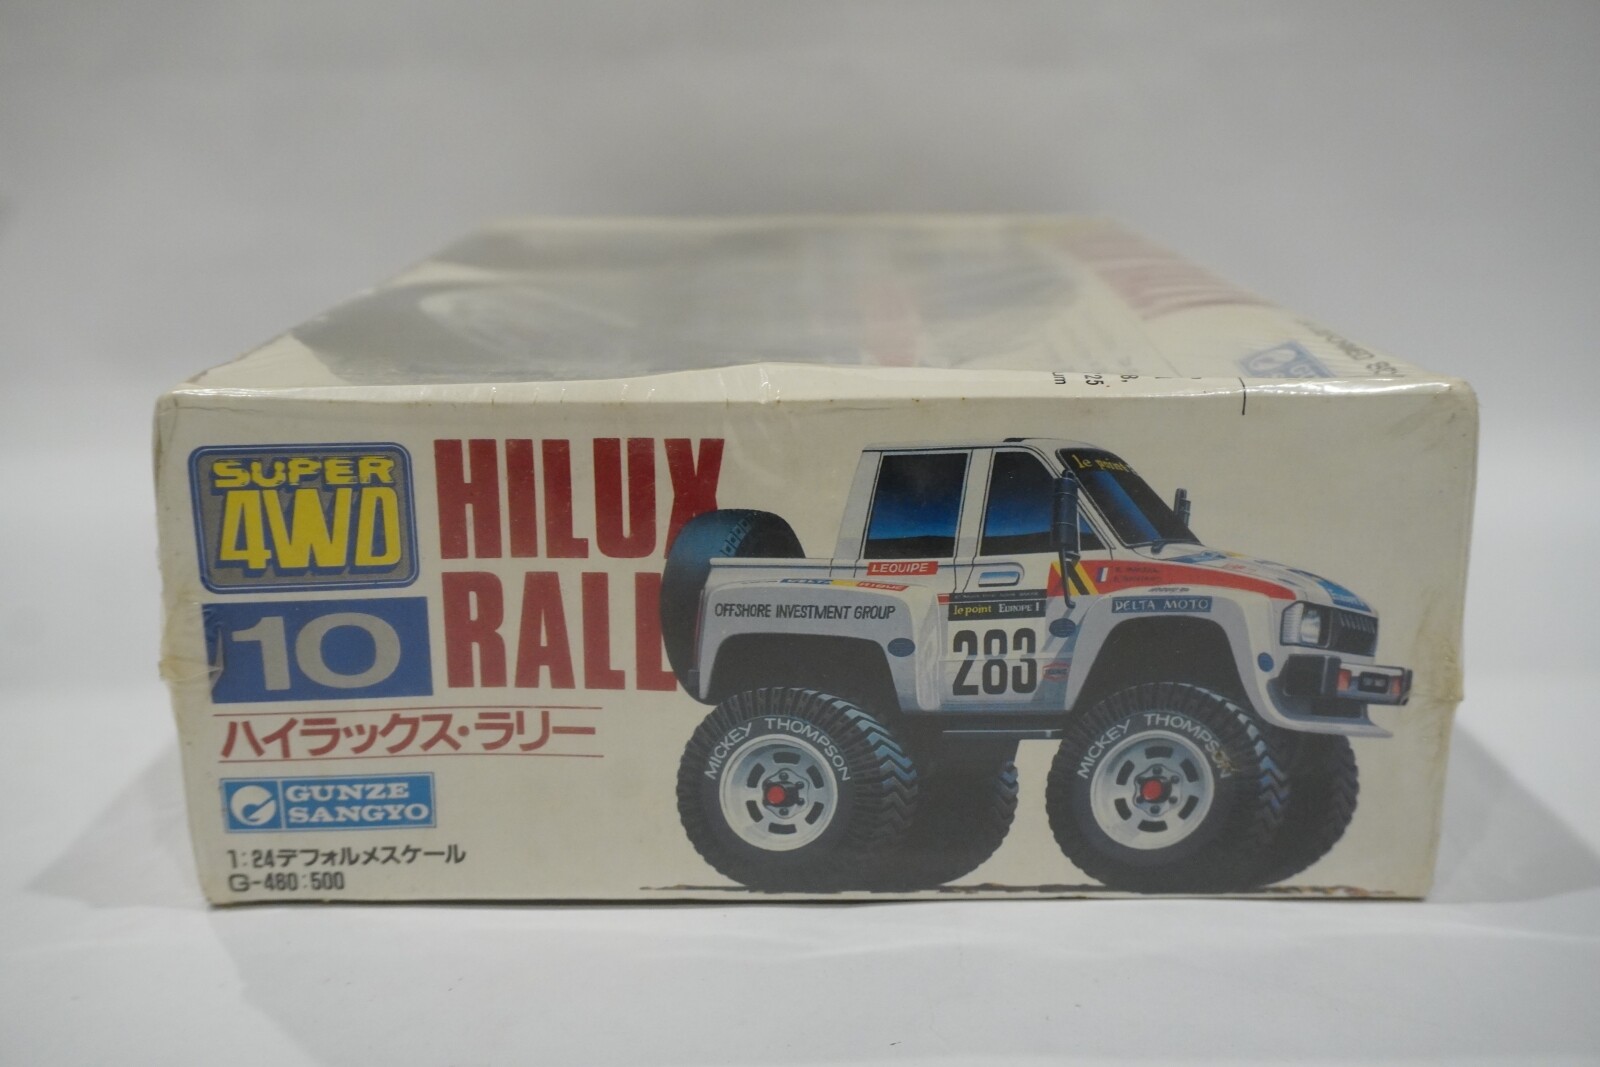 SUPER
4WD
10
HILUX
RALL
ハイラックス・ラリー
GUNZE
SANGYO
1:24デフォルメスケール
G-480:500
le point
LEQUIPE
OFFSHORE INVESTMENT GROUP
le point EUROPE 1
283
DELTA MOTO
MICKEY THOMPSON
MICKEY THOMPSON